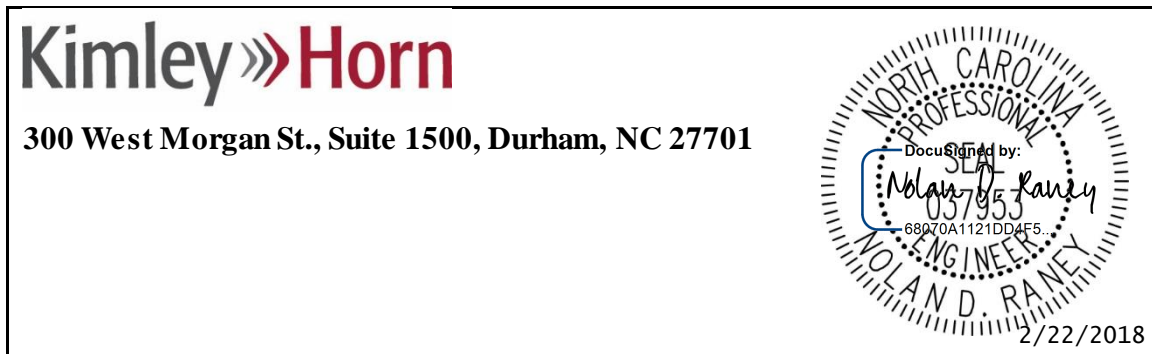 Kimley»Horn
300 West Morgan St., Suite 1500, Durham, NC 27701
NORTH CAROLINA
PROFESSIONAL
DocuSigned by:
SEAL
Nolan D. Raney
037953
68070A1121DD4F5...
ENGINEER
NOLAN D. RANEY
2/22/2018